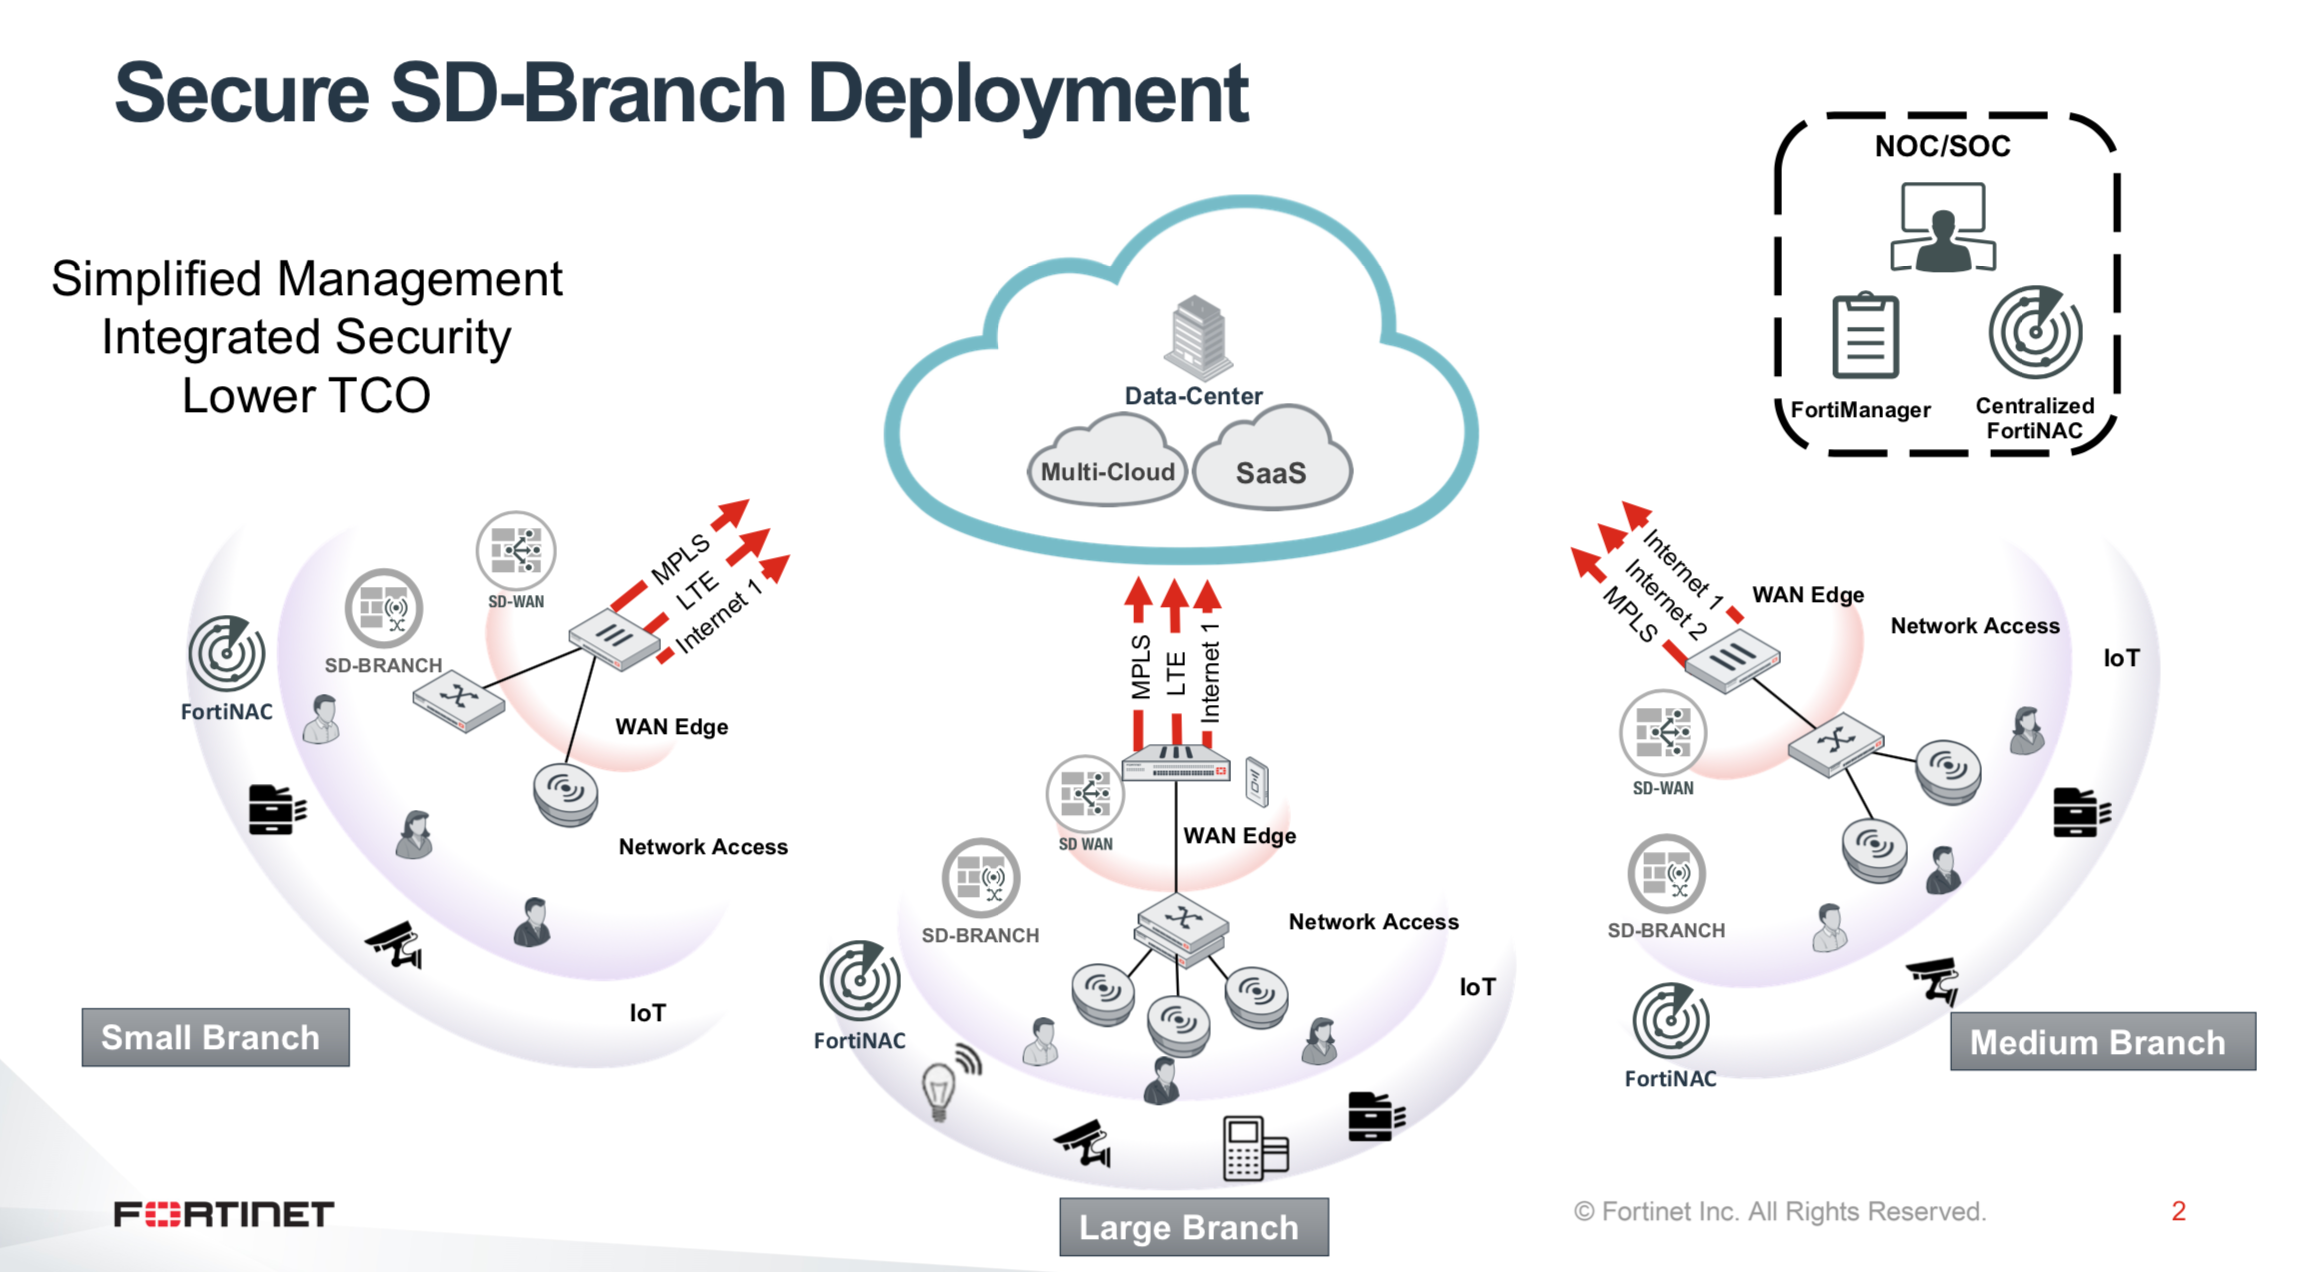 Secure SD-Branch Deployment
Simplified Management
Integrated Security
Lower TCO
NOC/SOC
FortiManager
Centralized
FortiNAC
Data-Center
Multi-Cloud
SaaS
SD-WAN
MPLS
LTE
Internet 1
SD-BRANCH
FortiNAC
WAN Edge
Network Access
IoT
Small Branch
MPLS
LTE
Internet 1
SD WAN
WAN Edge
SD-BRANCH
Network Access
FortiNAC
IoT
Large Branch
Internet 1
Internet 2
MPLS
WAN Edge
Network Access
IoT
SD-WAN
SD-BRANCH
FortiNAC
Medium Branch
FORTINET
© Fortinet Inc. All Rights Reserved.
2